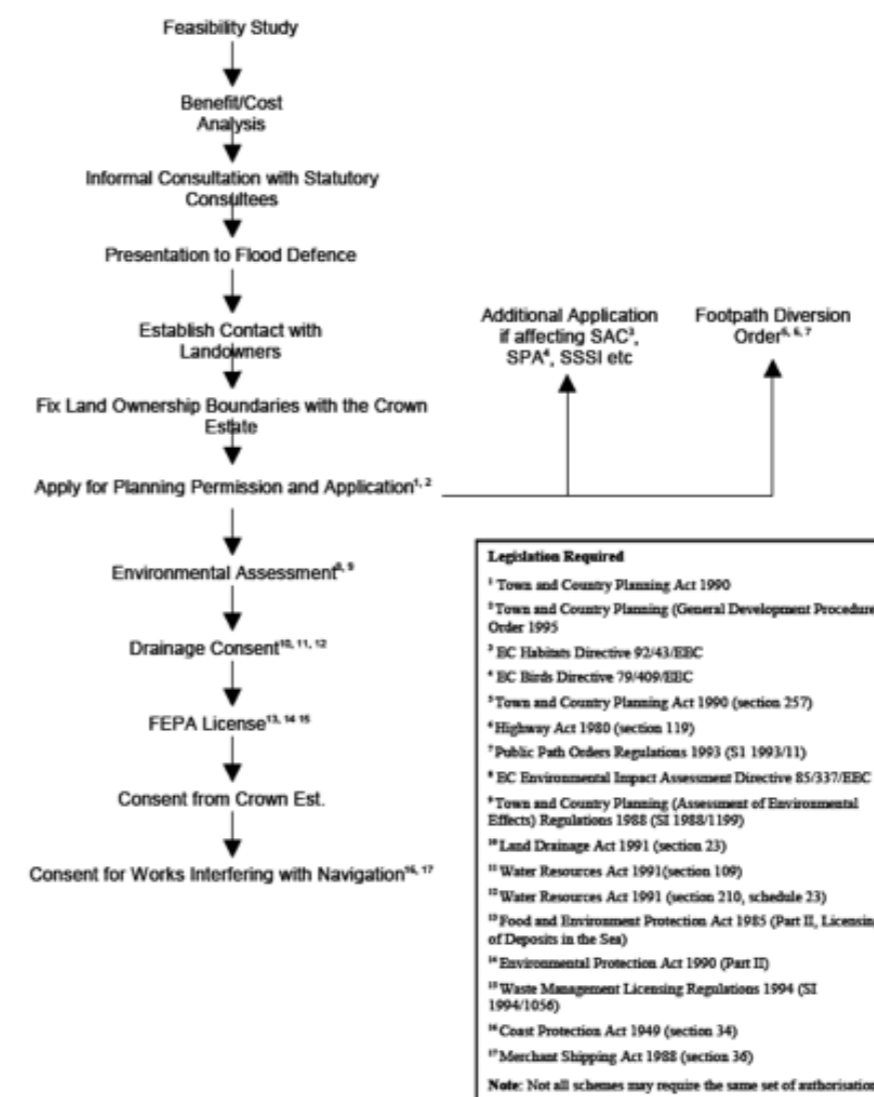 Feasibility Study
Benefit/Cost
Analysis
Informal Consultation with Statutory
Consultees
Presentation to Flood Defence
Establish Contact with
Landowners
Fix Land Ownership Boundaries with the Crown
Estate
Apply for Planning Permission and Application¹, ²
Additional Application
if affecting SAC³,
SPA⁴, SSSI etc
Footpath Diversion
Order⁵, ⁶, ⁷
Environmental Assessment⁸, ⁹
Drainage Consent¹⁰, ¹¹, ¹²
FEPA License¹³, ¹⁴ ¹⁵
Consent from Crown Est.
Consent for Works Interfering with Navigation¹⁶, ¹⁷
Legislation Required
¹ Town and Country Planning Act 1990
² Town and Country Planning (General Development Procedure
Order 1995
³ EC Habitats Directive 92/43/EEC
⁴ EC Birds Directive 79/409/EEC
⁵ Town and Country Planning Act 1990 (section 257)
⁶ Highway Act 1980 (section 119)
⁷ Public Path Orders Regulations 1993 (S1 1993/11)
⁸ EC Environmental Impact Assessment Directive 85/337/EEC
⁹ Town and Country Planning (Assessment of Environmental
Effects) Regulations 1988 (SI 1988/1199)
¹⁰ Land Drainage Act 1991 (section 23)
¹¹ Water Resources Act 1991(section 109)
¹² Water Resources Act 1991 (section 210, schedule 23)
¹³ Food and Environment Protection Act 1985 (Part II, Licensing
of Deposits in the Sea)
¹⁴ Environmental Protection Act 1990 (Part II)
¹⁵ Waste Management Licensing Regulations 1994 (SI
1994/1056)
¹⁶ Coast Protection Act 1949 (section 34)
¹⁷ Merchant Shipping Act 1988 (section 36)
Note: Not all schemes may require the same set of authorisation